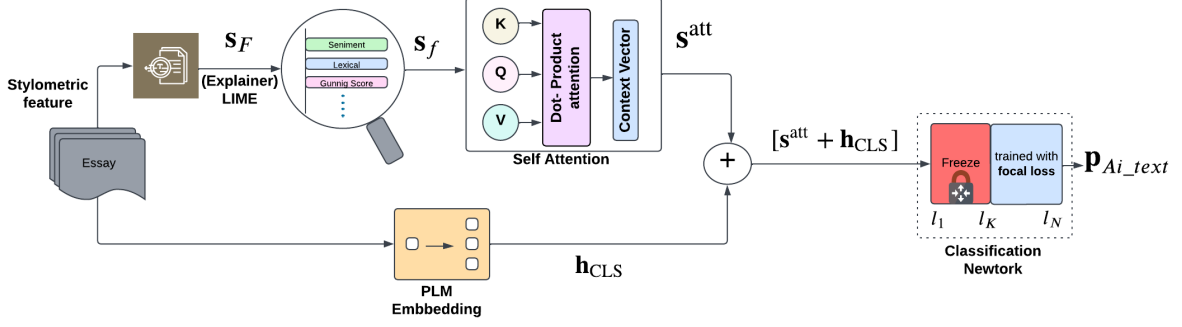 Stylometric
feature
Essay
𝐬_F
(Explainer)
LIME
Seniment
Lexical
Gunnig Score
𝐬_f
K
Q
V
Dot- Product
attention
Context Vector
Self Attention
𝐬^att
+
[𝐬^att + 𝐡_CLS]
PLM
Embbedding
𝐡_CLS
Freeze
trained with
focal loss
l_1 l_K l_N
Classification
Newtork
𝐩_Ai_text